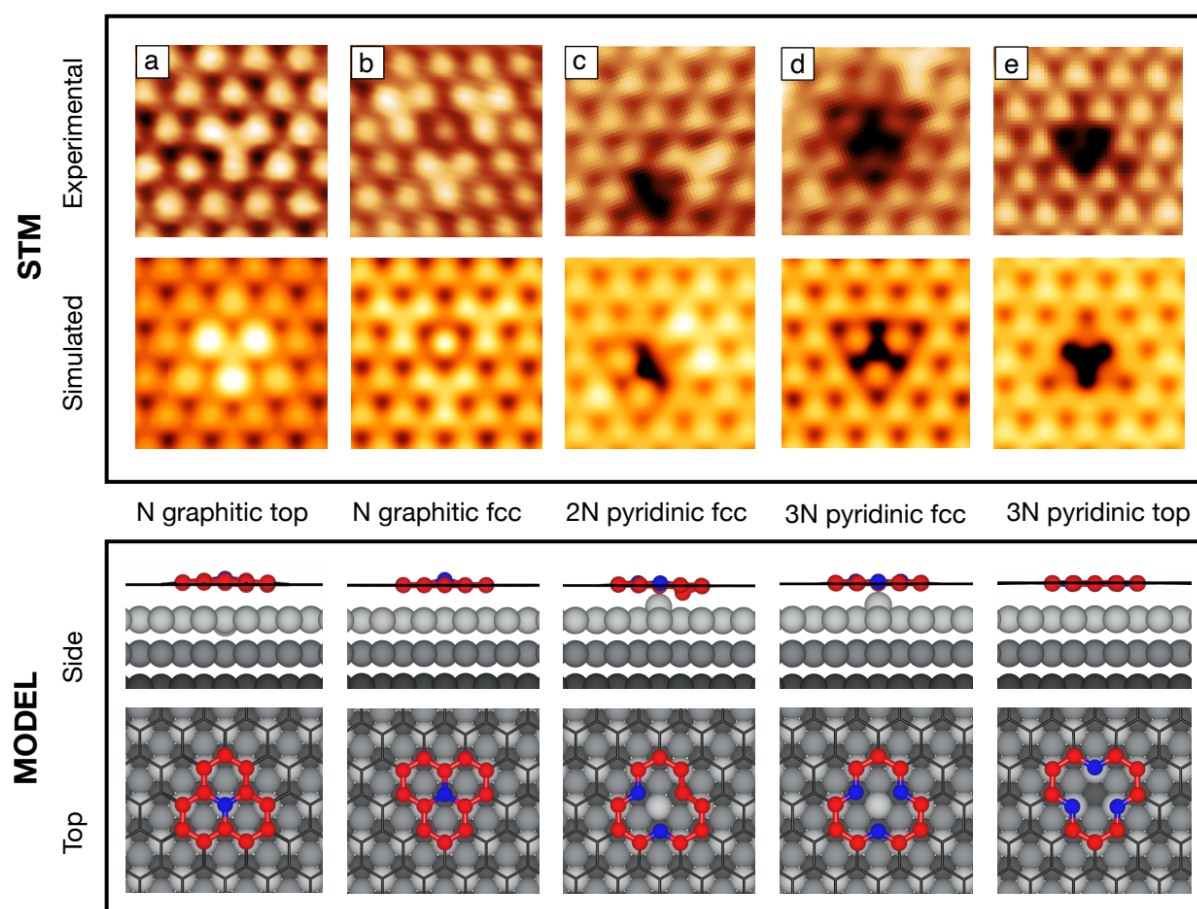 a
b
c
d
e
Experimental
STM
Simulated
N graphitic top
N graphitic fcc
2N pyridinic fcc
3N pyridinic fcc
3N pyridinic top
Side
MODEL
Top